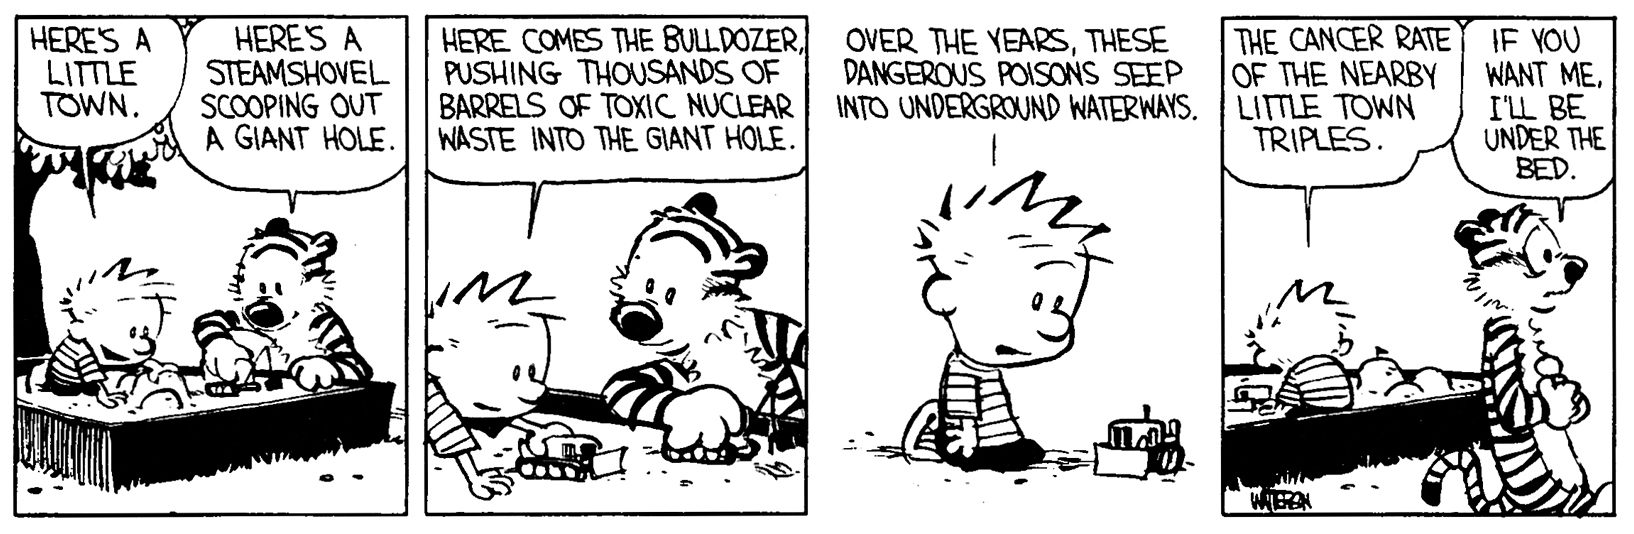 HERE'S A
LITTLE
TOWN.
HERE'S A
STEAMSHOVEL
SCOOPING OUT
A GIANT HOLE.
HERE COMES THE BULLDOZER,
PUSHING THOUSANDS OF
BARRELS OF TOXIC NUCLEAR
WASTE INTO THE GIANT HOLE.
OVER THE YEARS, THESE
DANGEROUS POISONS SEEP
INTO UNDERGROUND WATERWAYS.
THE CANCER RATE
OF THE NEARBY
LITTLE TOWN
TRIPLES.
IF YOU
WANT ME,
I'LL BE
UNDER THE
BED.
WATTERSON